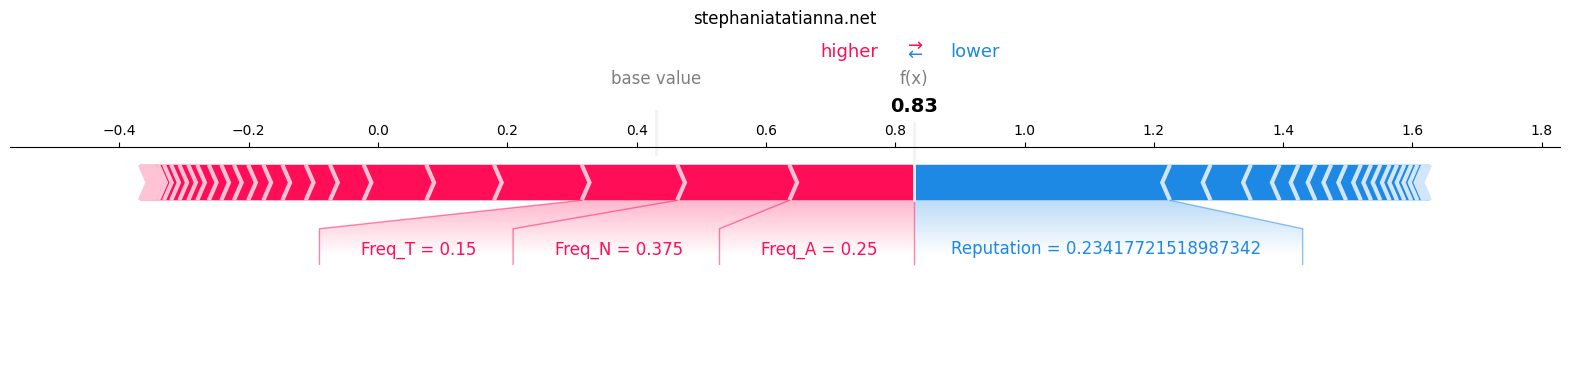 stephaniatatianna.net
higher ⇄ lower
base value f(x)
0.83
−0.4 −0.2 0.0 0.2 0.4 0.6 0.8 1.0 1.2 1.4 1.6 1.8
Freq_T = 0.15 Freq_N = 0.375 Freq_A = 0.25 Reputation = 0.23417721518987342